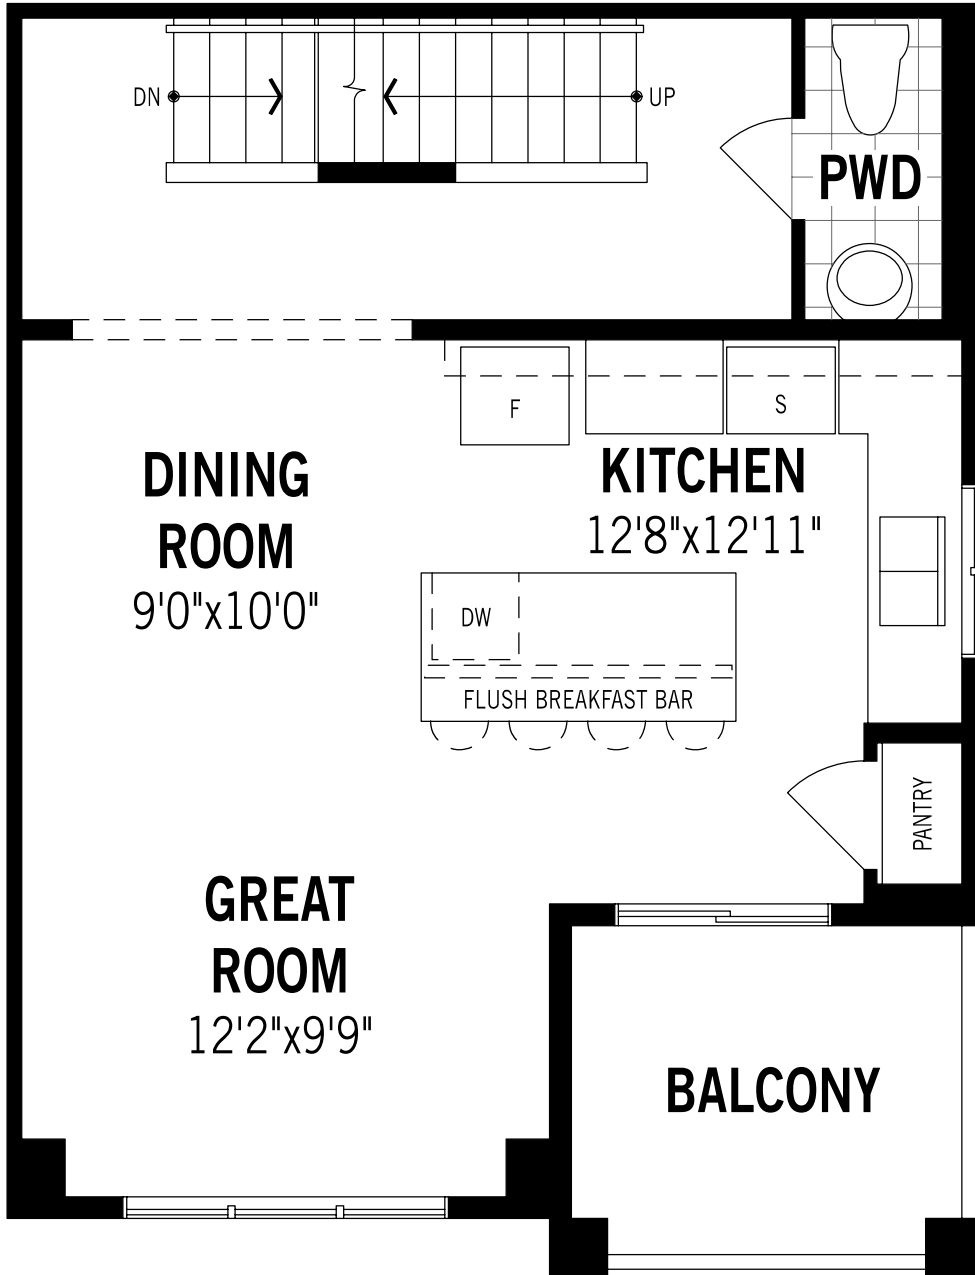 DN
UP
PWD
F
S
DINING
ROOM
9'0"x10'0"
KITCHEN
12'8"x12'11"
DW
FLUSH BREAKFAST BAR
PANTRY
GREAT
ROOM
12'2"x9'9"
BALCONY